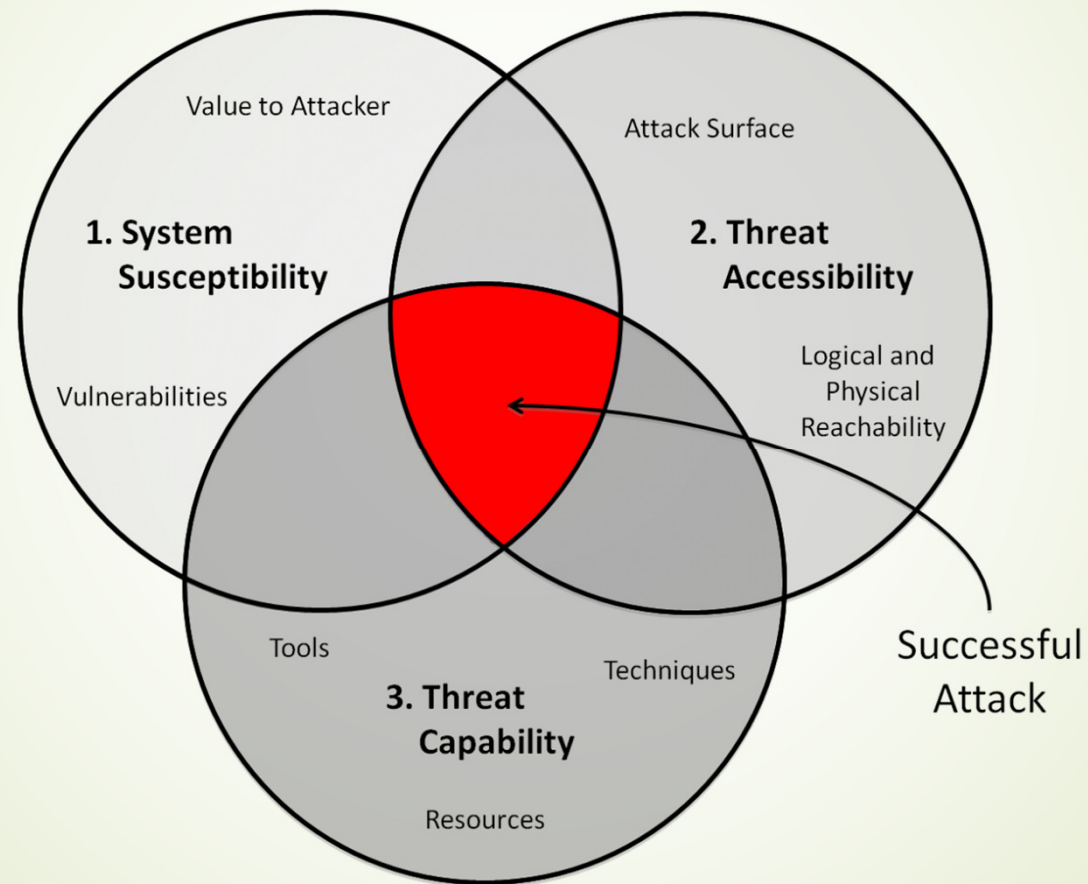 Value to Attacker
Attack Surface
1. System
Susceptibility
2. Threat
Accessibility
Vulnerabilities
Logical and
Physical
Reachability
Tools
Techniques
3. Threat
Capability
Resources
Successful
Attack